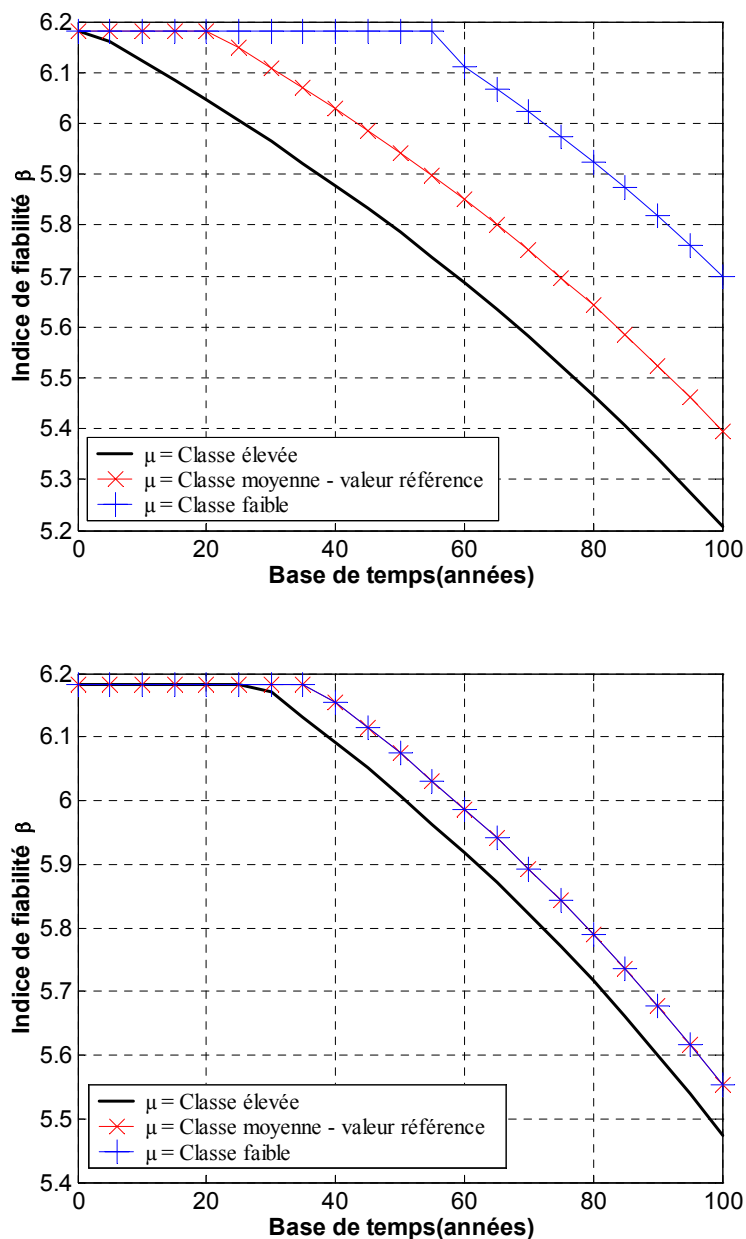 6.2
6.1
6
5.9
5.8
5.7
5.6
5.5
5.4
5.3
5.2
Indice de fiabilité β
μ = Classe élevée
μ = Classe moyenne - valeur référence
μ = Classe faible
0 20 40 60 80 100
Base de temps(années)
6.2
6.1
6
5.9
5.8
5.7
5.6
5.5
5.4
Indice de fiabilité β
μ = Classe élevée
μ = Classe moyenne - valeur référence
μ = Classe faible
0 20 40 60 80 100
Base de temps(années)